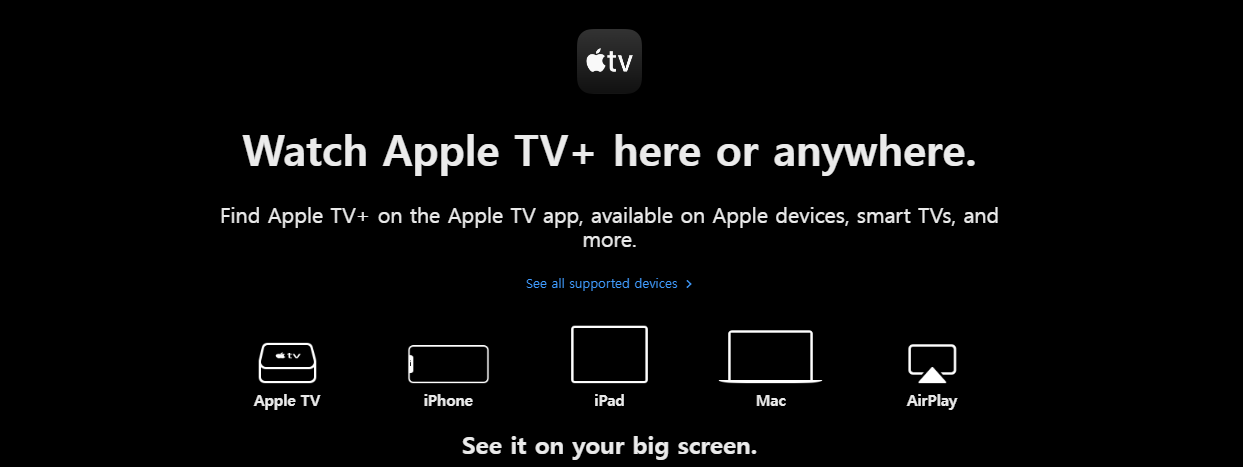 tv
Watch Apple TV+ here or anywhere.
Find Apple TV+ on the Apple TV app, available on Apple devices, smart TVs, and
more.
See all supported devices >
tv
Apple TV
iPhone
iPad
Mac
AirPlay
See it on your big screen.